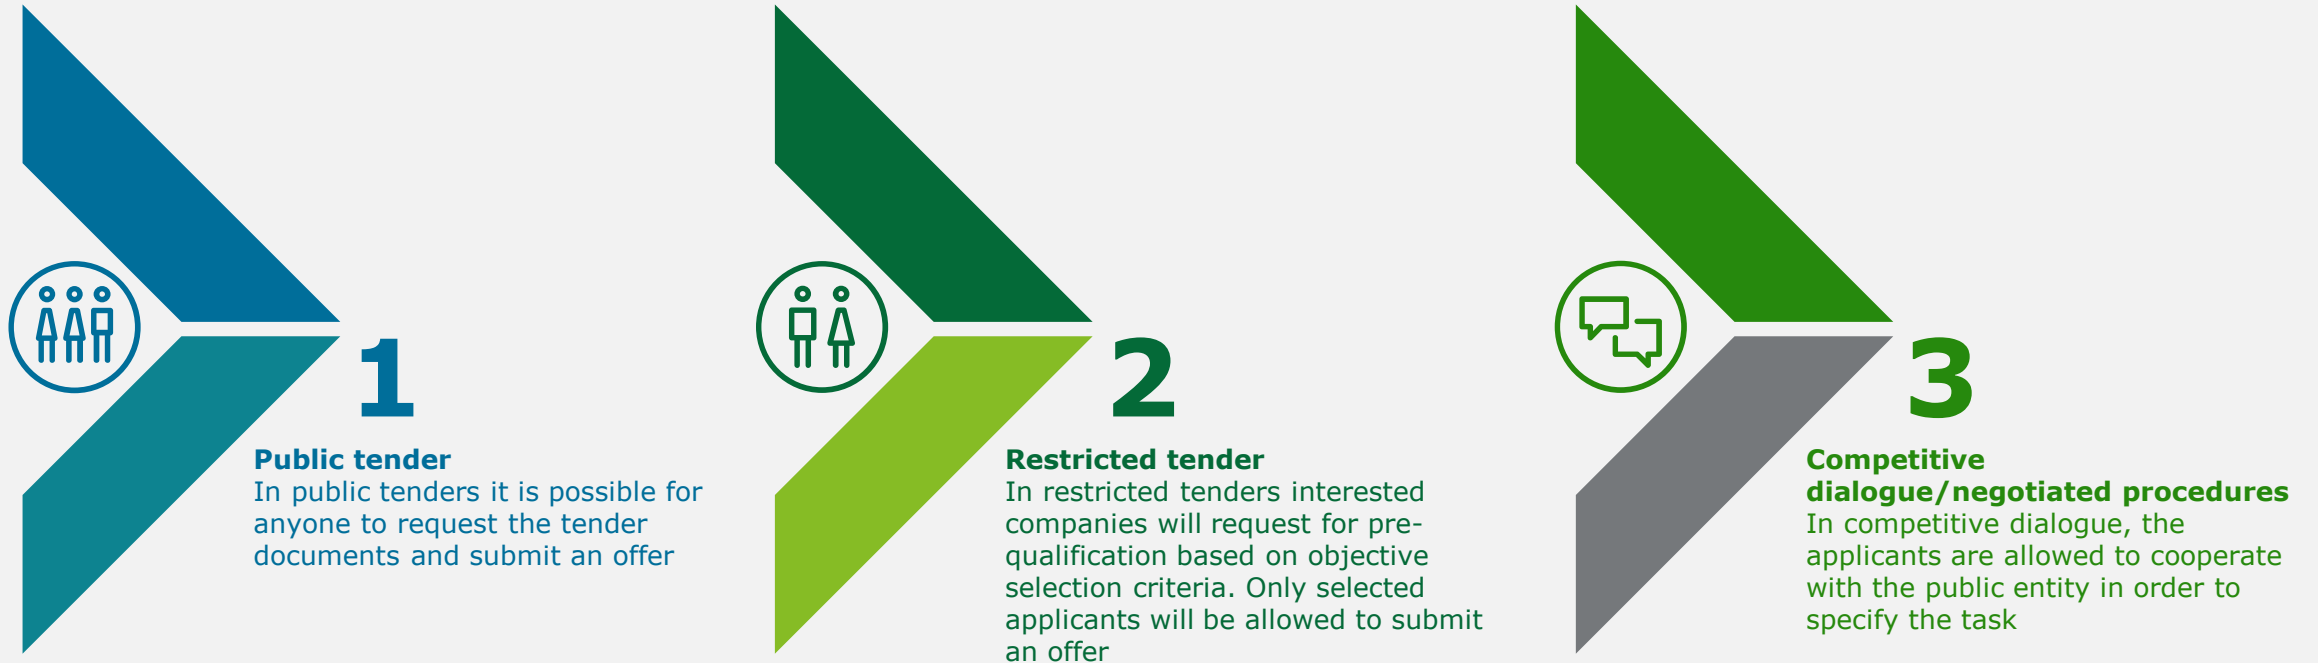 1
Public tender
In public tenders it is possible for
anyone to request the tender
documents and submit an offer
2
Restricted tender
In restricted tenders interested
companies will request for pre-
qualification based on objective
selection criteria. Only selected
applicants will be allowed to submit
an offer
3
Competitive
dialogue/negotiated procedures
In competitive dialogue, the
applicants are allowed to cooperate
with the public entity in order to
specify the task